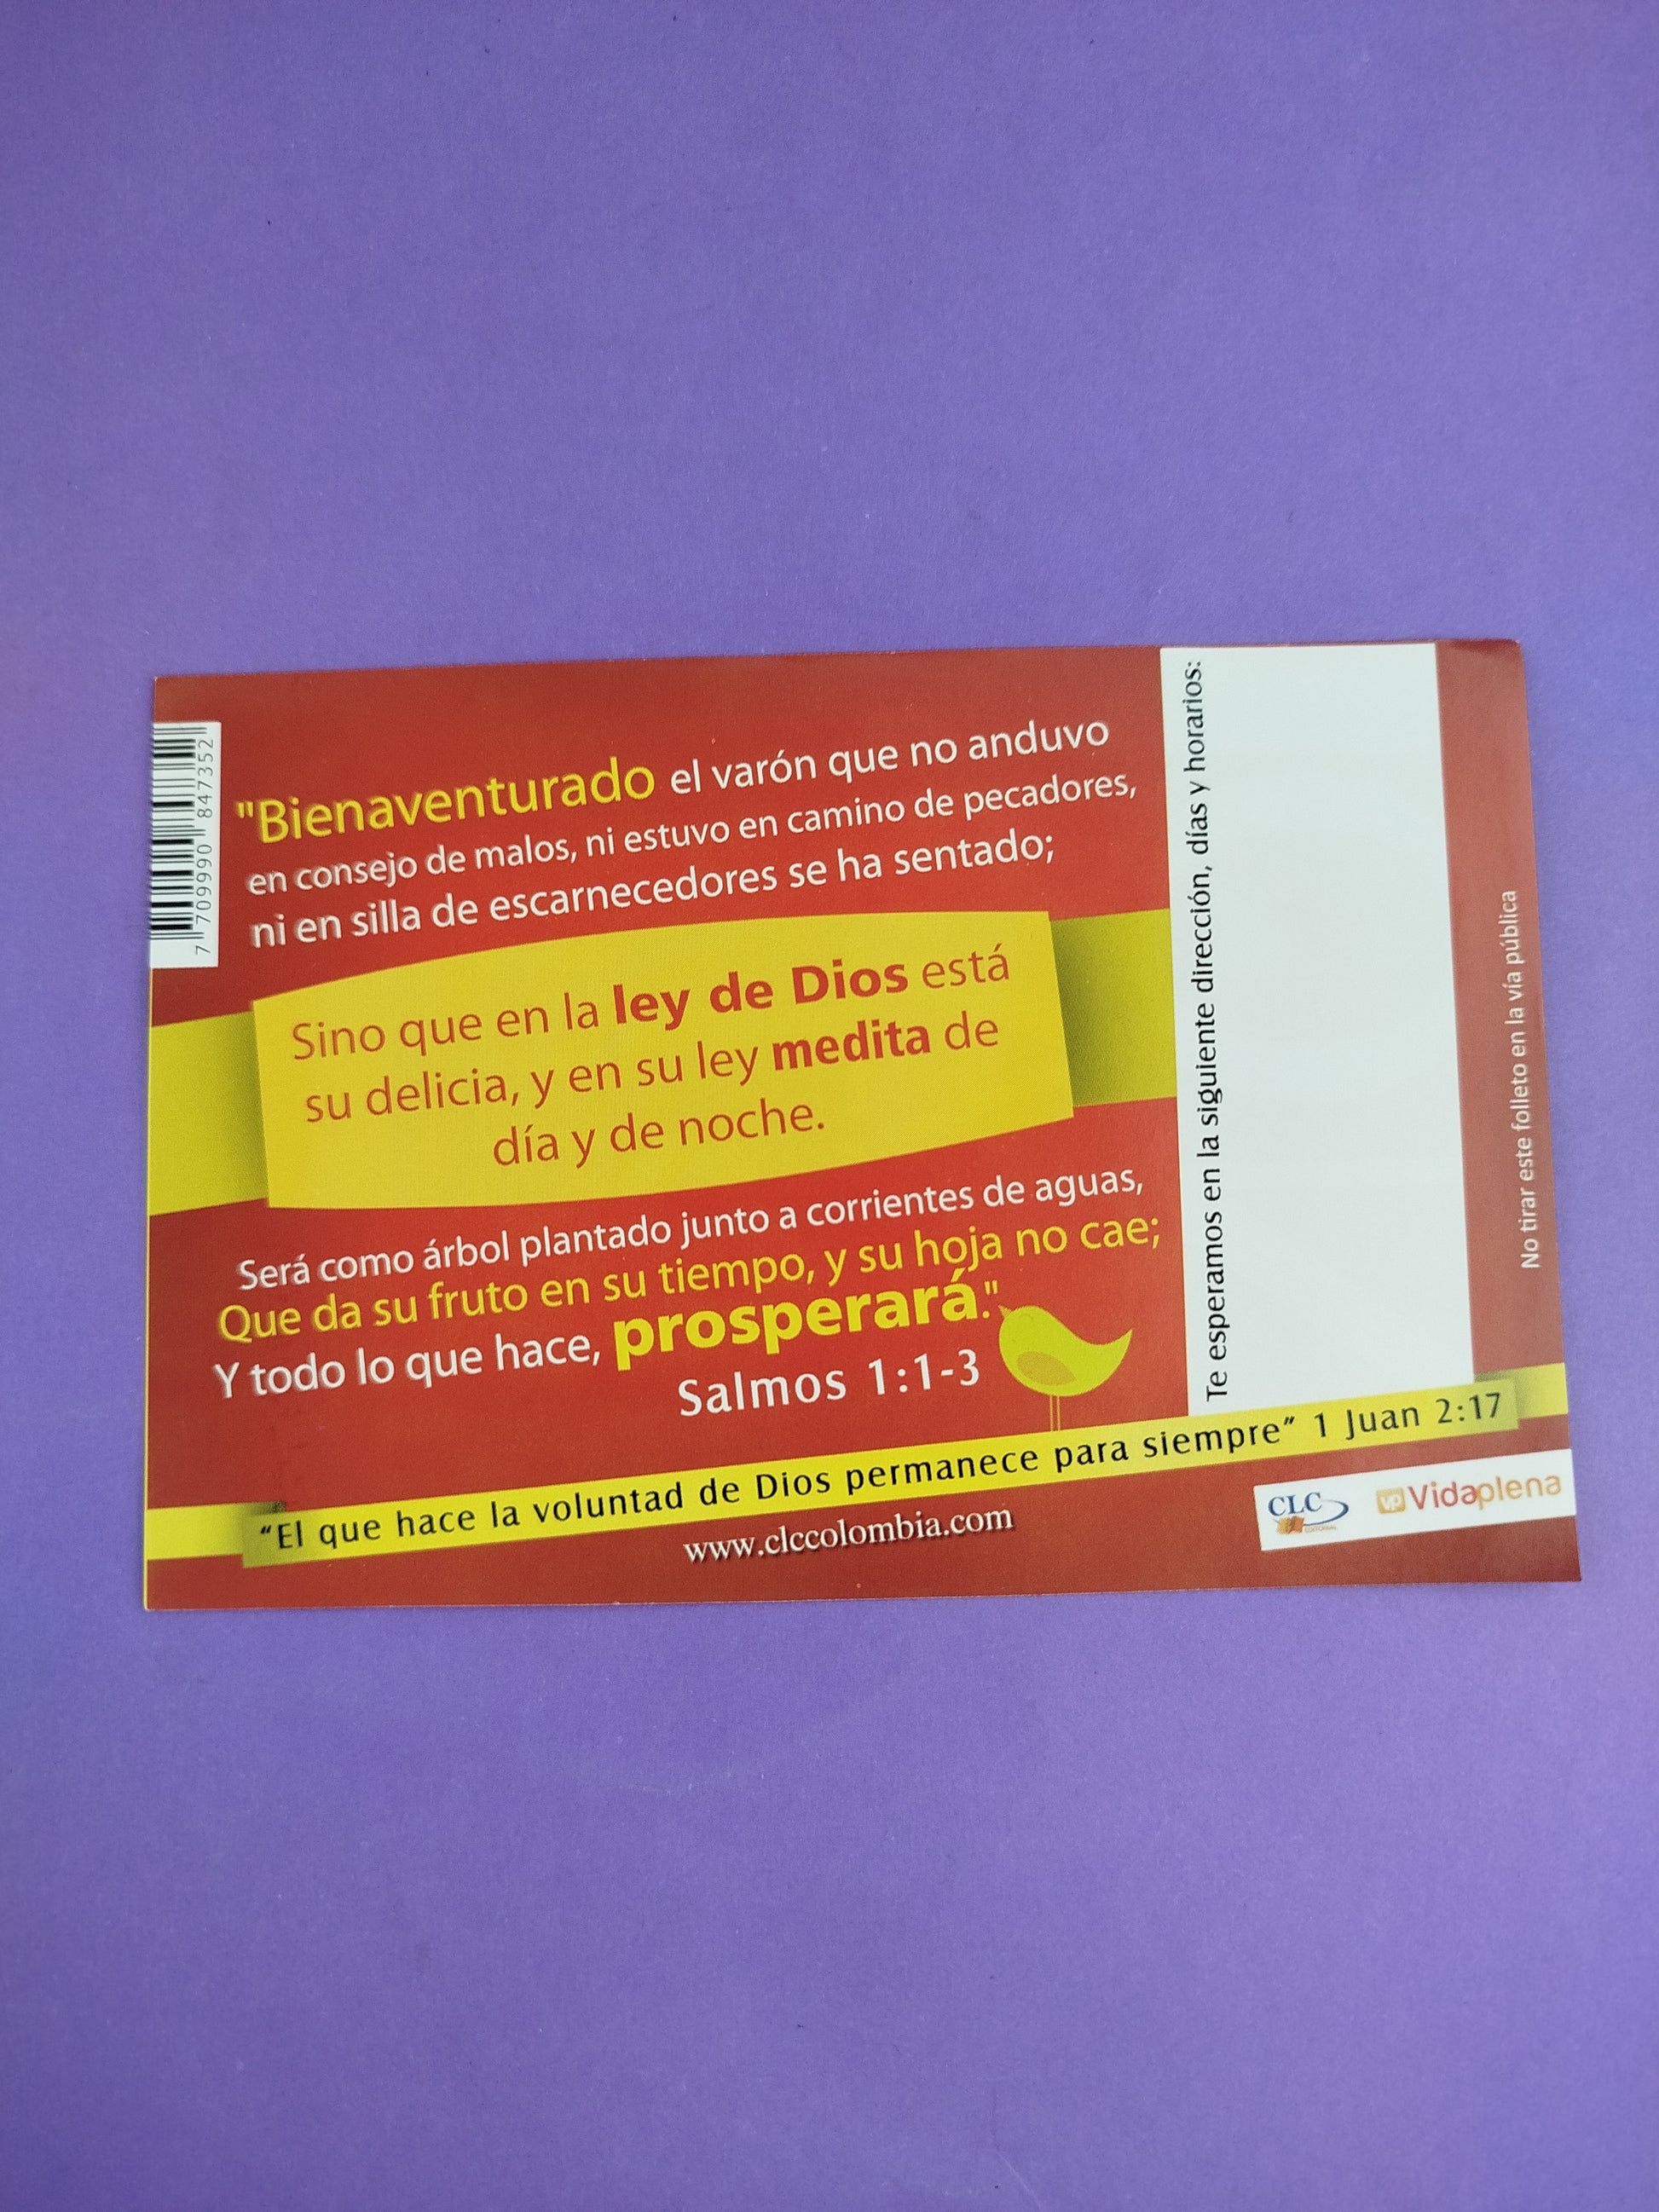 7 709990 847352
"Bienaventurado el varón que no anduvo
en consejo de malos, ni estuvo en camino de pecadores,
ni en silla de escarnecedores se ha sentado;
Sino que en la ley de Dios está
su delicia, y en su ley medita de
día y de noche.
Será como árbol plantado junto a corrientes de aguas,
Que da su fruto en su tiempo, y su hoja no cae;
Y todo lo que hace, prosperará."
Salmos 1:1-3
Te esperamos en la siguiente dirección, días y horarios:
No tirar este folleto en la vía pública
“El que hace la voluntad de Dios permanece para siempre” 1 Juan 2:17
www.clccolombia.com
CLC
EDITORIAL
VP Vidaplena